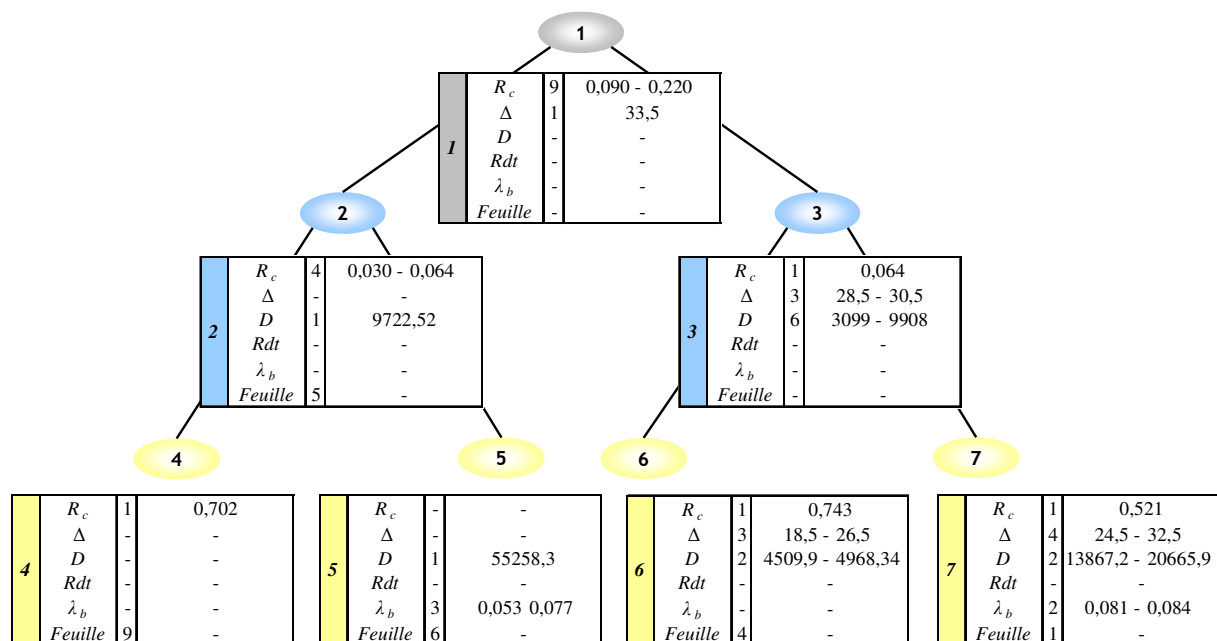 1
1
R c 9 0,090 - 0,220
Δ 1 33,5
D - -
Rdt - -
λ b - -
Feuille - -
2
3
2
R c 4 0,030 - 0,064
Δ - -
D 1 9722,52
Rdt - -
λ b - -
Feuille 5 -
3
R c 1 0,064
Δ 3 28,5 - 30,5
D 6 3099 - 9908
Rdt - -
λ b - -
Feuille - -
4
5
6
7
4
R c 1 0,702
Δ - -
D - -
Rdt - -
λ b - -
Feuille 9 -
5
R c - -
Δ - -
D 1 55258,3
Rdt - -
λ b 3 0,053 0,077
Feuille 6 -
6
R c 1 0,743
Δ 3 18,5 - 26,5
D 2 4509,9 - 4968,34
Rdt - -
λ b - -
Feuille 4 -
7
R c 1 0,521
Δ 4 24,5 - 32,5
D 2 13867,2 - 20665,9
Rdt - -
λ b 2 0,081 - 0,084
Feuille 1 -